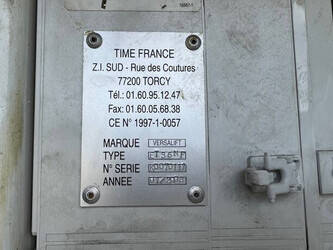 TIME FRANCE
Z.I. SUD - Rue des Coutures
77200 TORCY
Tél.: 01.60.95.12.47
Fax: 01.60.05.68.38
CE N° 1997-1-0057
MARQUE VERSALIFT
TYPE
N° SERIE
ANNEE